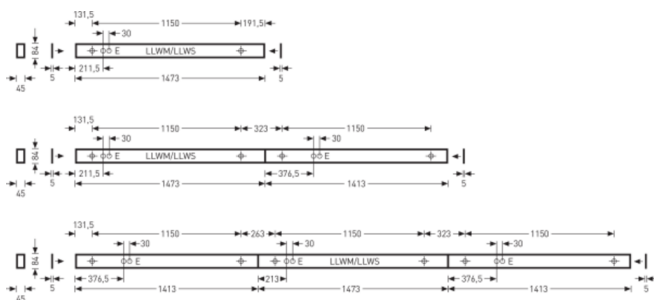 131,5 1150 191,5
30
84 E LLWM/LLWS
211,5
5 1473 5
45
131,5 1150 323 1150
30 30
84 E LLWM/LLWS E
211,5 376,5
5 1473 1413 5
45
131,5 1150 263 1150 323 1150
30 30 30
84 E E LLWM/LLWS E
376,5 213 376,5
5 1413 1473 1413 5
45